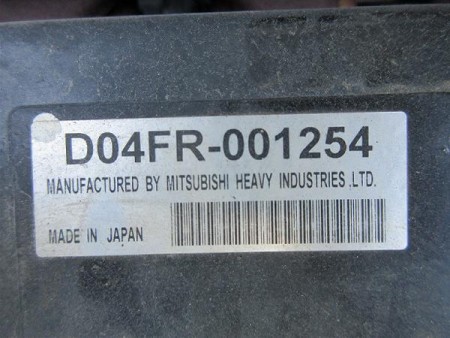 D04FR-001254
MANUFACTURED BY MITSUBISHI HEAVY INDUSTRIES.,LTD.
MADE IN JAPAN